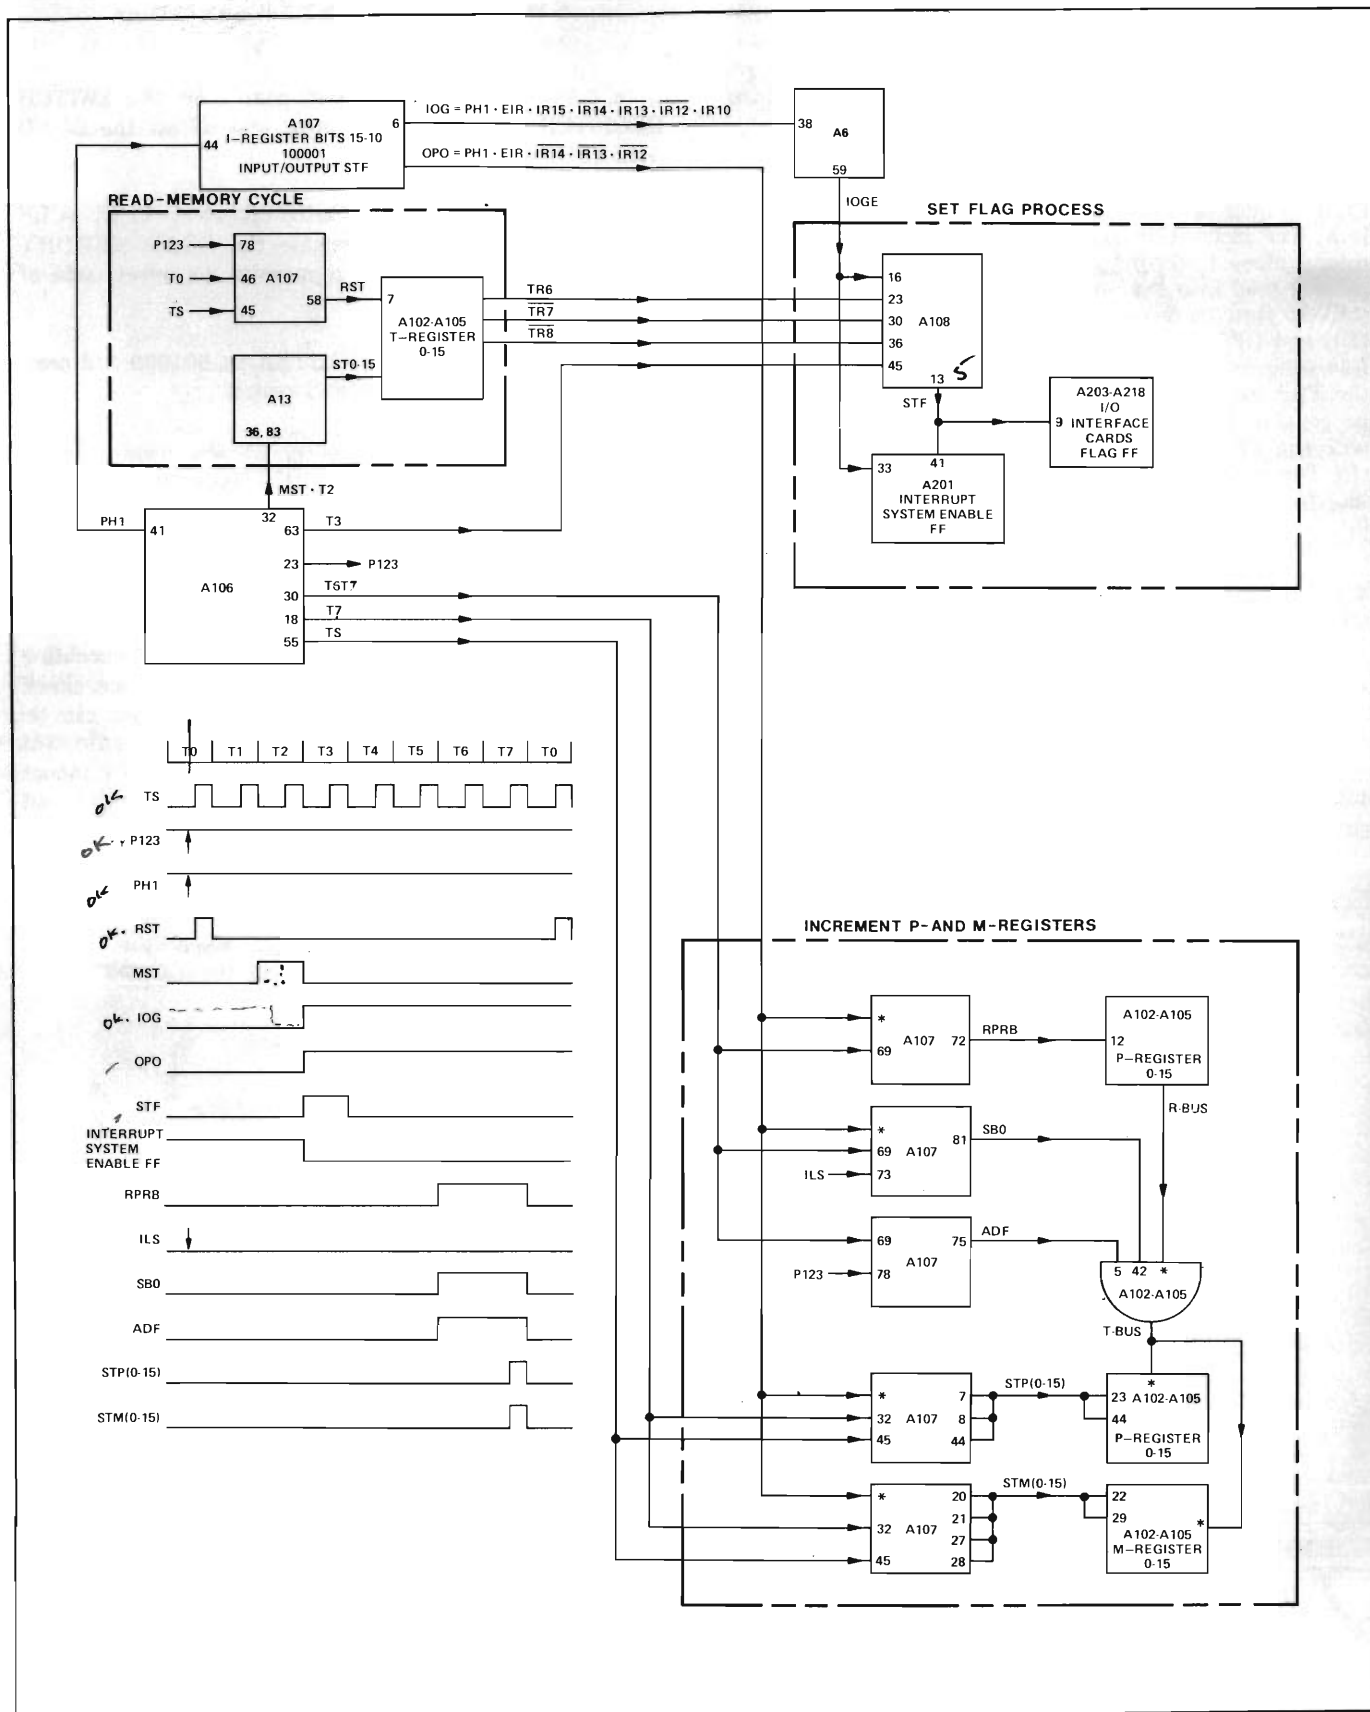 A107
I-REGISTER BITS 15-10
100001
INPUT/OUTPUT STF
44
6
IOG = PH1 · EIR · IR15 · IR14 · IR13 · IR12 · IR10
OPO = PH1 · EIR · IR14 · IR13 · IR12
38
A6
59
IOGE
READ-MEMORY CYCLE
P123
T0
TS
78
46
45
A107
58
RST
7
A102-A105
T-REGISTER
0-15
A13
36, 83
ST0-15
MST · T2
TR6
TR7
TR8
SET FLAG PROCESS
16
23
30
36
45
A108
13
5
STF
A203-A218
I/O
9 INTERFACE
CARDS
FLAG FF
33
41
A201
INTERRUPT
SYSTEM ENABLE
FF
PH1
41
32
A106
63
T3
23
P123
30
T6T7
18
T7
55
TS
T0 T1 T2 T3 T4 T5 T6 T7 T0
OK TS
OK P123
OK PH1
OK. RST
MST
OK. IOG
OPO
STF
INTERRUPT
SYSTEM
ENABLE FF
RPRB
ILS
SB0
ADF
STP(0-15)
STM(0-15)
INCREMENT P-AND M-REGISTERS
*
69
A107
72
RPRB
A102-A105
12
P-REGISTER
0-15
R-BUS
*
69
ILS
73
A107
81
SB0
69
P123
78
A107
75
ADF
5 42 *
A102-A105
T-BUS
*
32
45
A107
7
8
44
STP(0-15)
*
23 A102-A105
44
P-REGISTER
0-15
*
32
45
A107
20
21
27
28
STM(0-15)
22
29
*
A102-A105
M-REGISTER
0-15